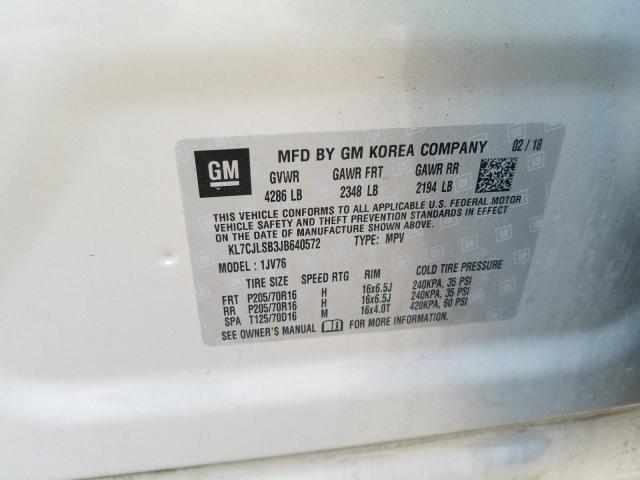 GM
MFD BY GM KOREA COMPANY 02 / 18
GVWR GAWR FRT GAWR RR
4286 LB 2348 LB 2194 LB
THIS VEHICLE CONFORMS TO ALL APPLICABLE U.S. FEDERAL MOTOR
VEHICLE SAFETY AND THEFT PREVENTION STANDARDS IN EFFECT
ON THE DATE OF MANUFACTURE SHOWN ABOVE.
KL7CJLSB3JB640572 TYPE: MPV
MODEL : 1JV76
TIRE SIZE SPEED RTG RIM COLD TIRE PRESSURE
FRT P205/70R16 H 16x6.5J 240KPA, 35 PSI
RR P205/70R16 H 16x6.5J 240KPA, 35 PSI
SPA T125/70D16 M 16x4.0T 420KPA, 60 PSI
SEE OWNER'S MANUAL FOR MORE INFORMATION.